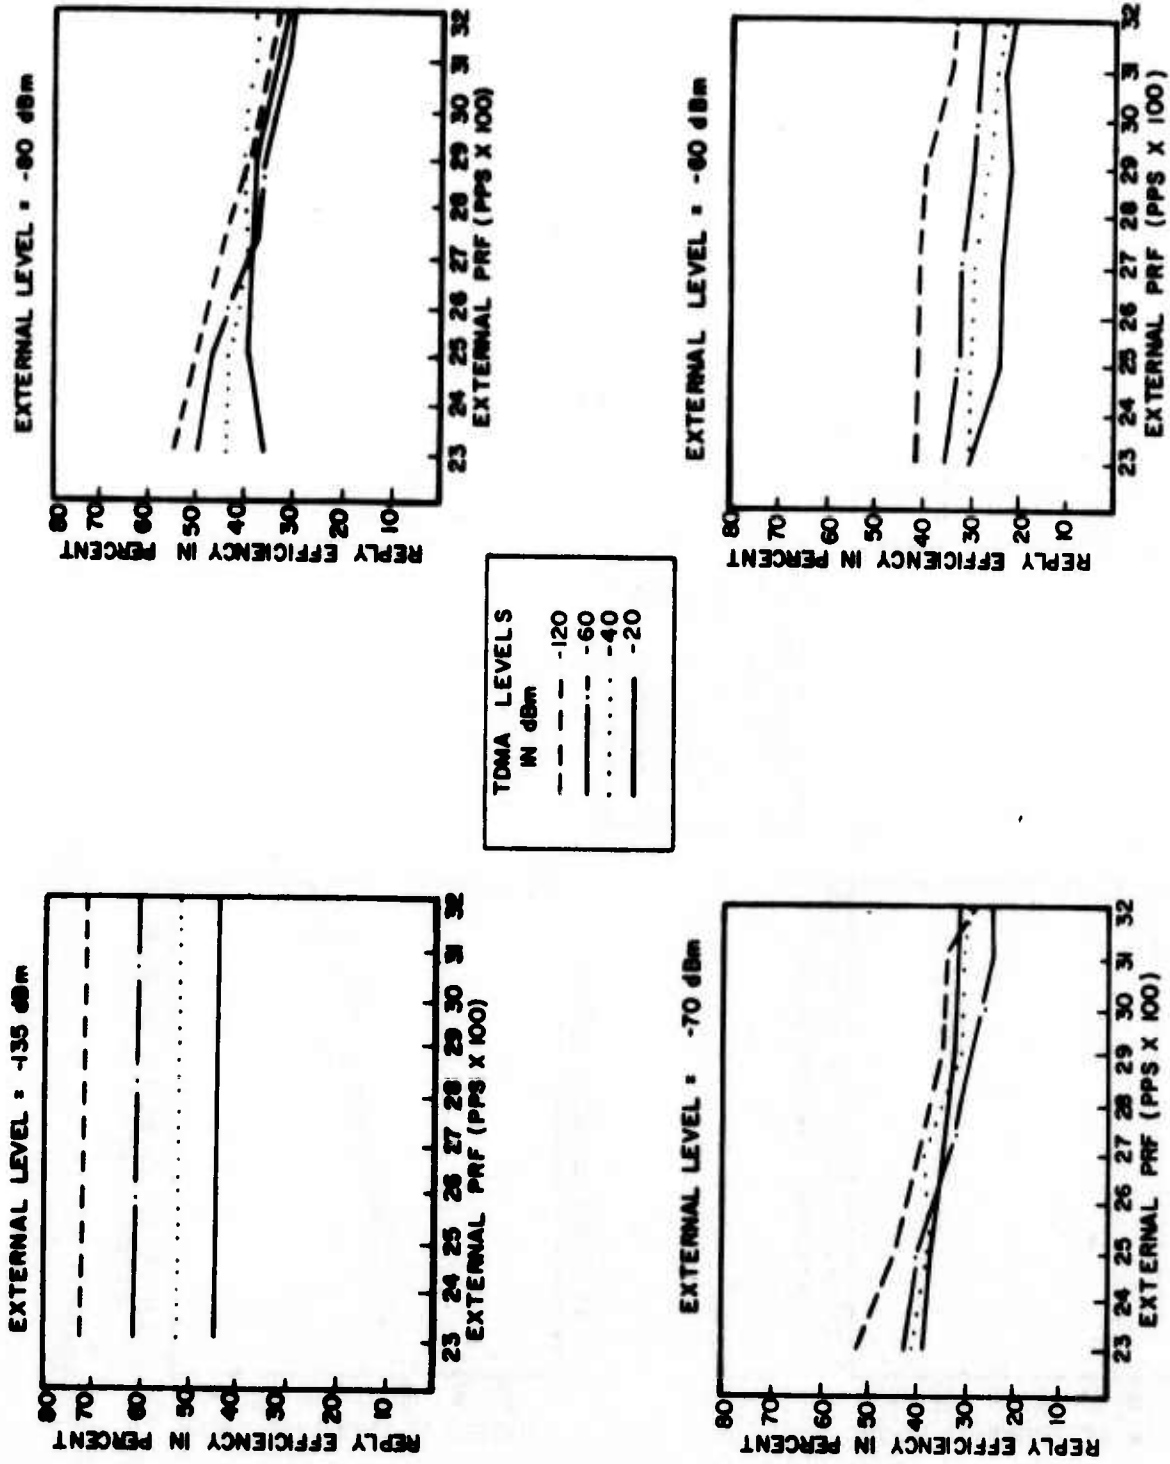 EXTERNAL LEVEL = -135 dBm
REPLY EFFICIENCY IN PERCENT
80
70
60
50
40
30
20
10
23 24 25 26 27 28 29 30 31 32
EXTERNAL PRF (PPS X 100)
EXTERNAL LEVEL = -80 dBm
REPLY EFFICIENCY IN PERCENT
80
70
60
50
40
30
20
10
23 24 25 26 27 28 29 30 31 32
EXTERNAL PRF (PPS X 100)
TDMA LEVELS
IN dBm
-120
-60
-40
-20
EXTERNAL LEVEL = -70 dBm
REPLY EFFICIENCY IN PERCENT
80
70
60
50
40
30
20
10
23 24 25 26 27 28 29 30 31 32
EXTERNAL PRF (PPS X 100)
EXTERNAL LEVEL = -60 dBm
REPLY EFFICIENCY IN PERCENT
80
70
60
50
40
30
20
10
23 24 25 26 27 28 29 30 31 32
EXTERNAL PRF (PPS X 100)